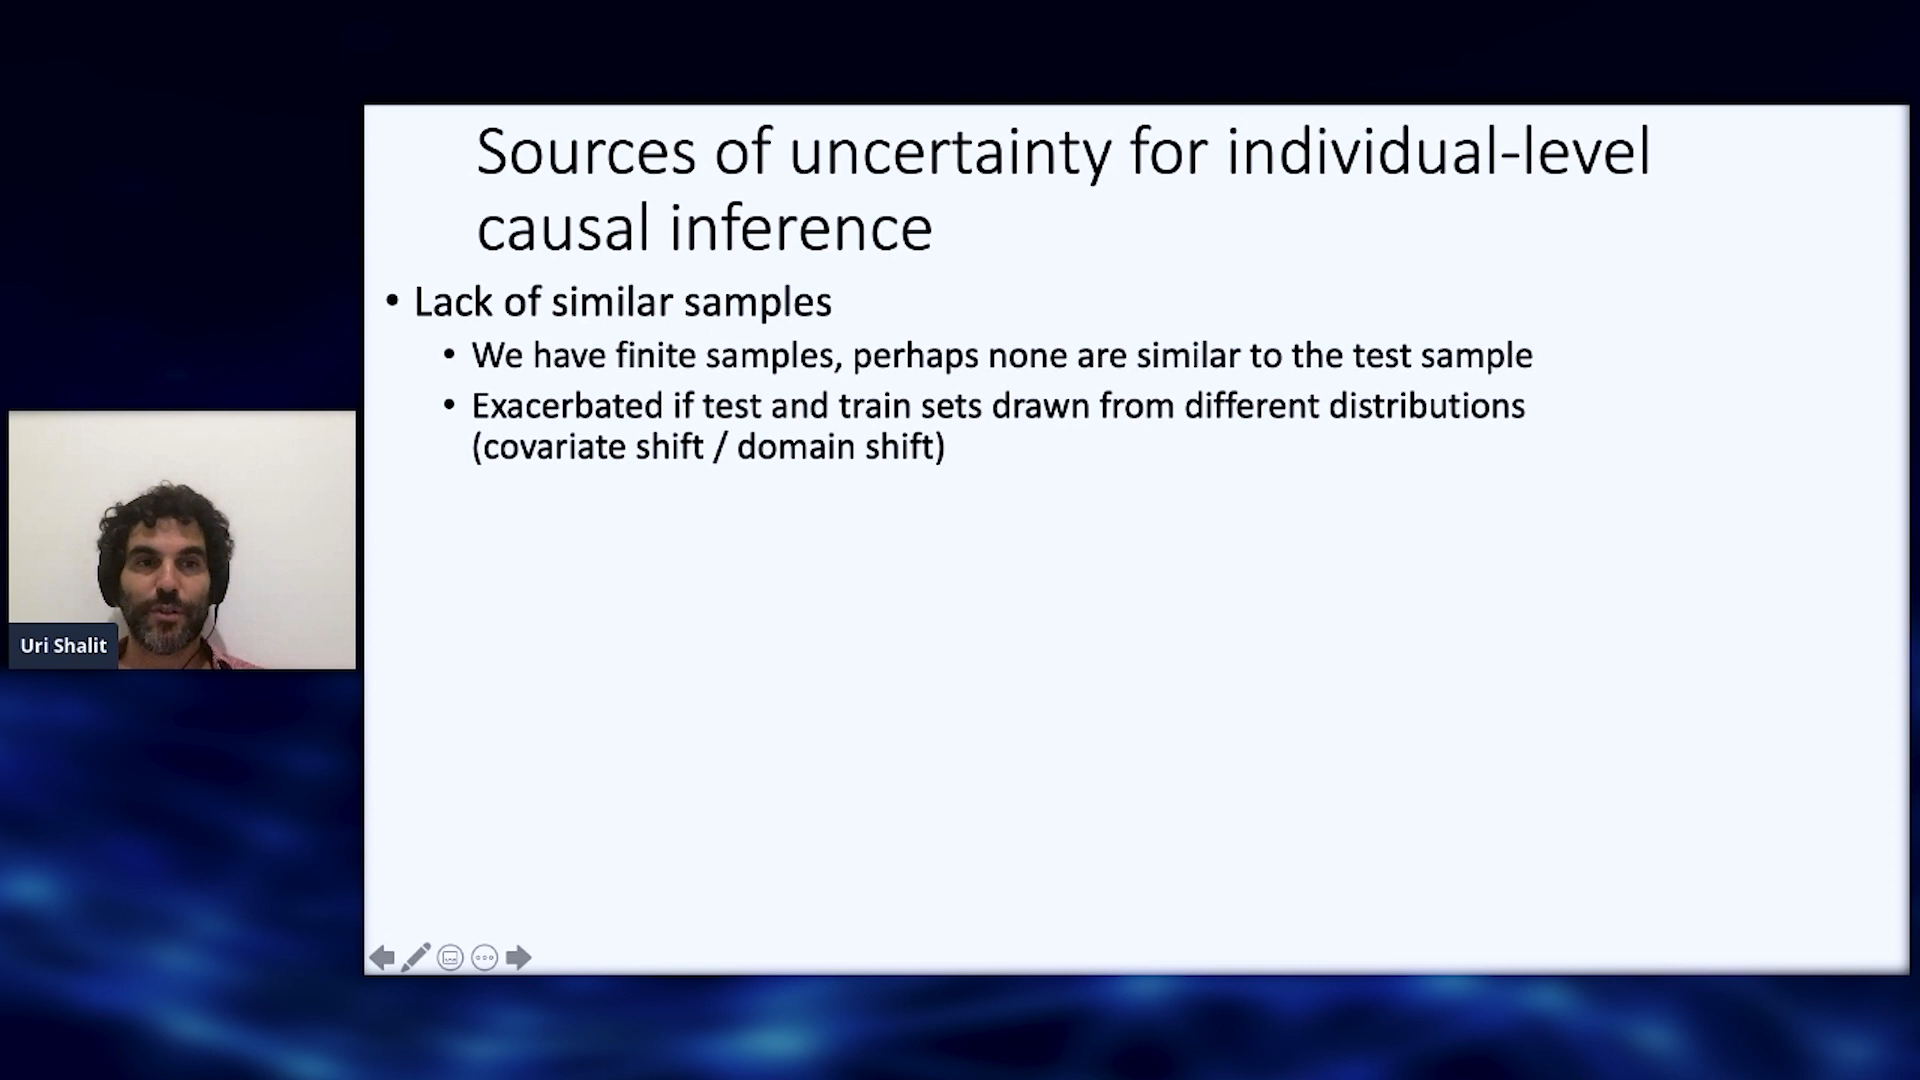 Sources of uncertainty for individual-level
causal inference
• Lack of similar samples
• We have finite samples, perhaps none are similar to the test sample
• Exacerbated if test and train sets drawn from different distributions
(covariate shift / domain shift)
Uri Shalit